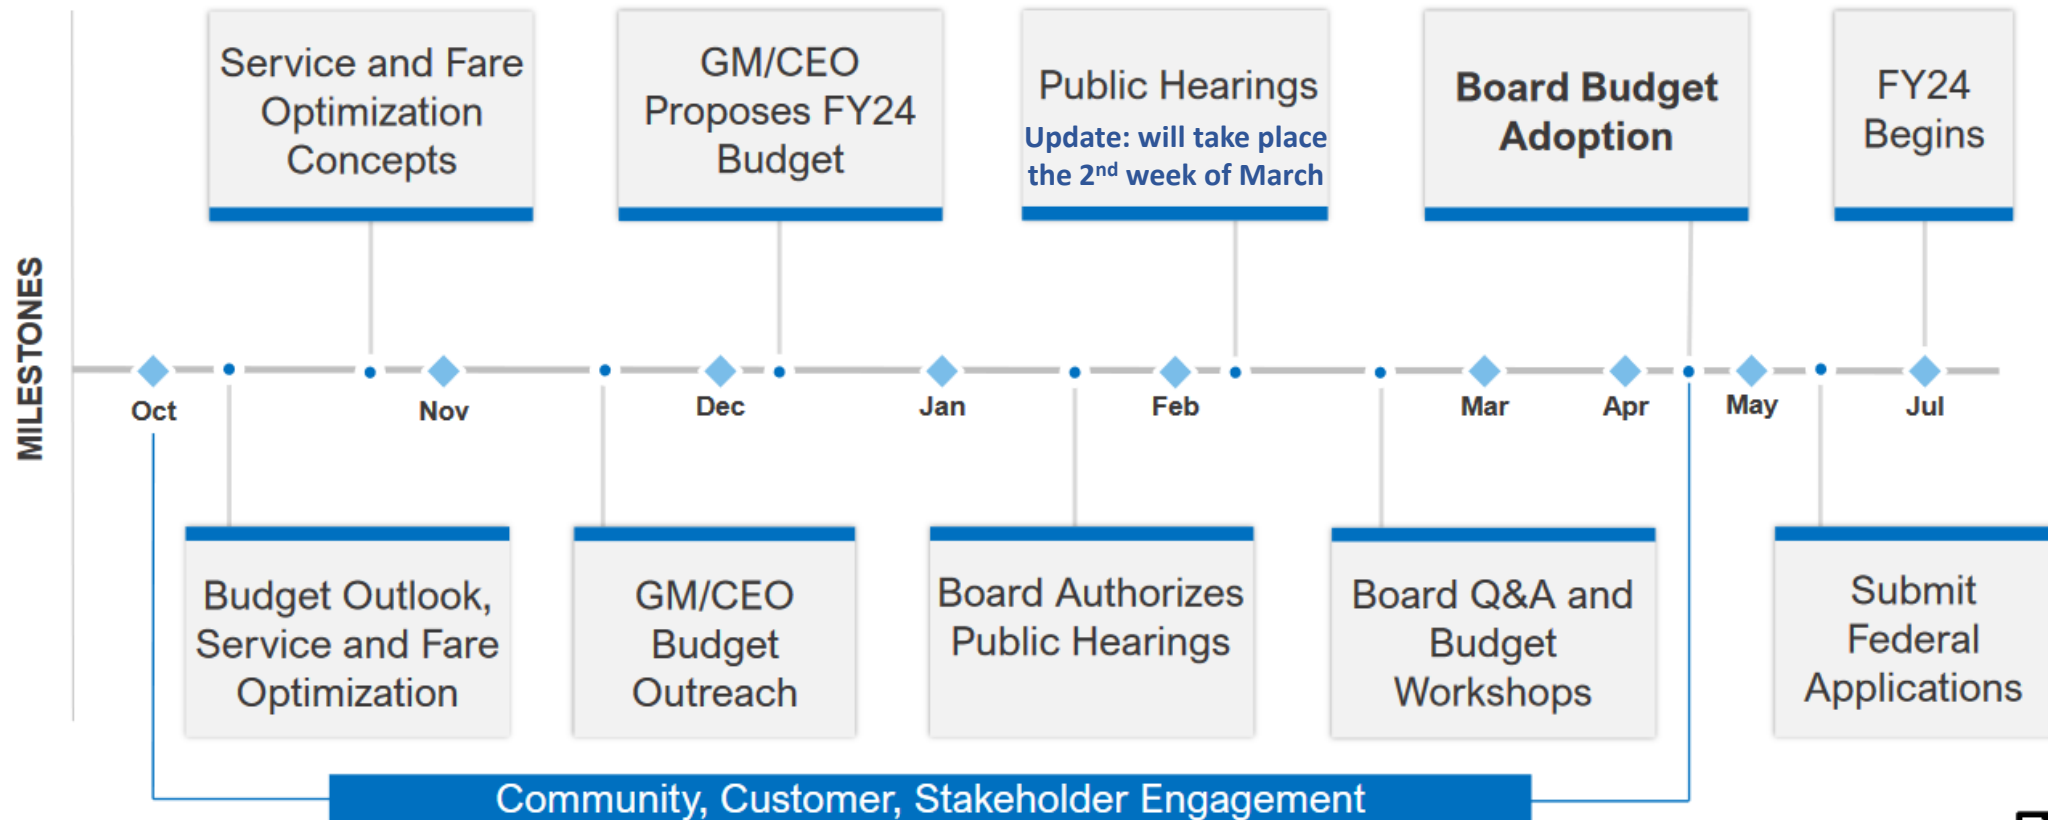 MILESTONES
Service and Fare
Optimization
Concepts
GM/CEO
Proposes FY24
Budget
Public Hearings
Update: will take place
the 2nd week of March
Board Budget
Adoption
FY24
Begins
Oct
Nov
Dec
Jan
Feb
Mar
Apr
May
Jul
Budget Outlook,
Service and Fare
Optimization
GM/CEO
Budget
Outreach
Board Authorizes
Public Hearings
Board Q&A and
Budget
Workshops
Submit
Federal
Applications
Community, Customer, Stakeholder Engagement